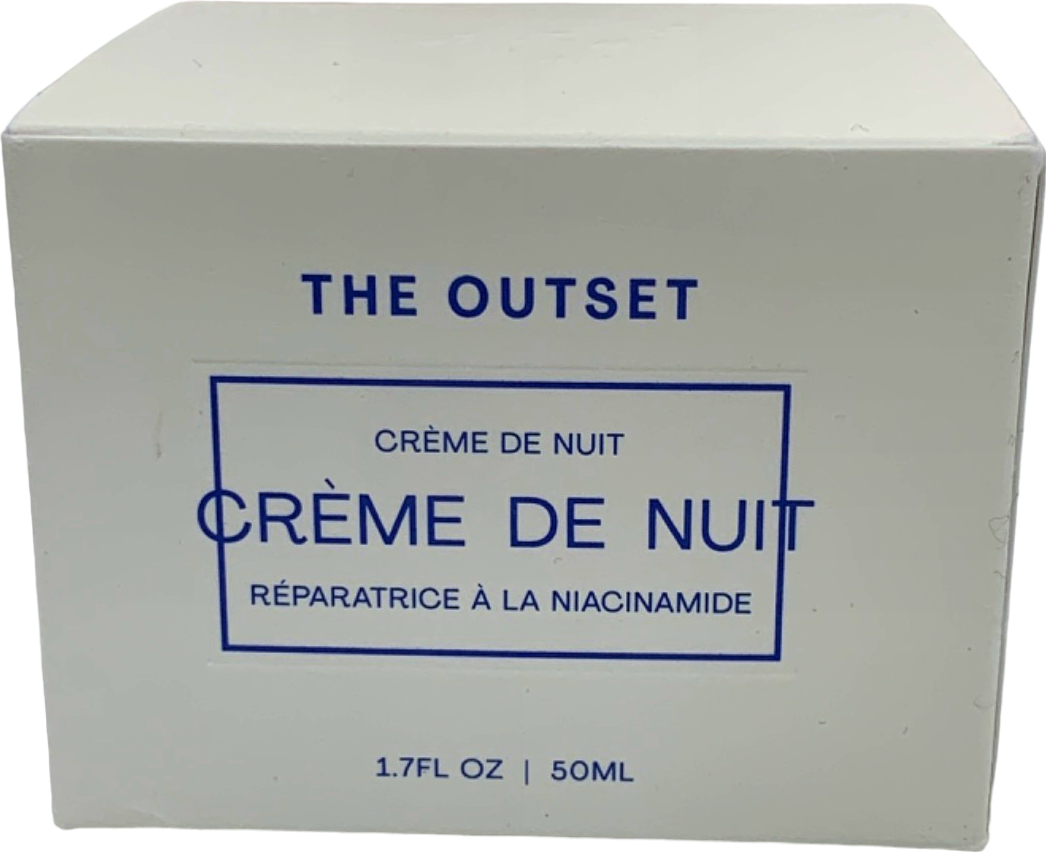 THE OUTSET
CRÈME DE NUIT
CRÈME DE NUIT
RÉPARATRICE À LA NIACINAMIDE
1.7FL OZ | 50ML